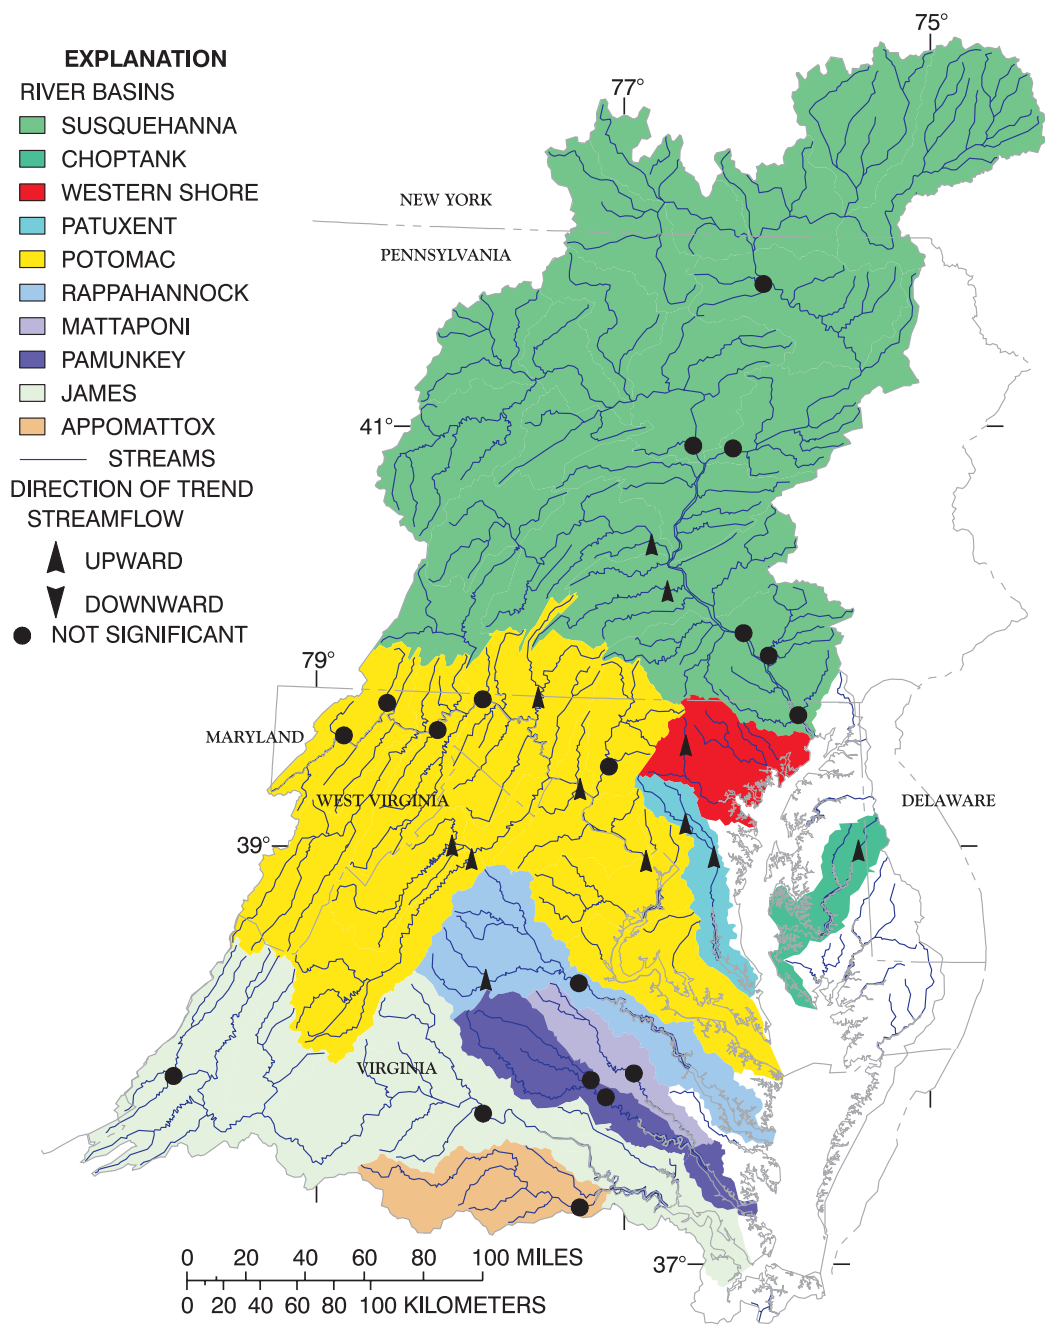 EXPLANATION
RIVER BASINS
SUSQUEHANNA
CHOPTANK
WESTERN SHORE
PATUXENT
POTOMAC
RAPPAHANNOCK
MATTAPONI
PAMUNKEY
JAMES
APPOMATTOX
STREAMS
DIRECTION OF TREND
STREAMFLOW
UPWARD
DOWNWARD
NOT SIGNIFICANT
75°
77°
NEW YORK
PENNSYLVANIA
41°
79°
MARYLAND
WEST VIRGINIA
DELAWARE
39°
VIRGINIA
37°
0 20 40 60 80 100 MILES
0 20 40 60 80 100 KILOMETERS